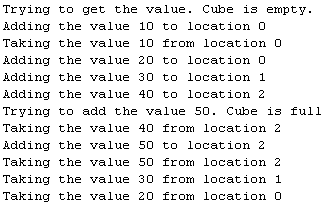 Trying to get the value. Cube is empty.
Adding the value 10 to location 0
Taking the value 10 from location 0
Adding the value 20 to location 0
Adding the value 30 to location 1
Adding the value 40 to location 2
Trying to add the value 50. Cube is full
Taking the value 40 from location 2
Adding the value 50 to location 2
Taking the value 50 from location 2
Taking the value 30 from location 1
Taking the value 20 from location 0